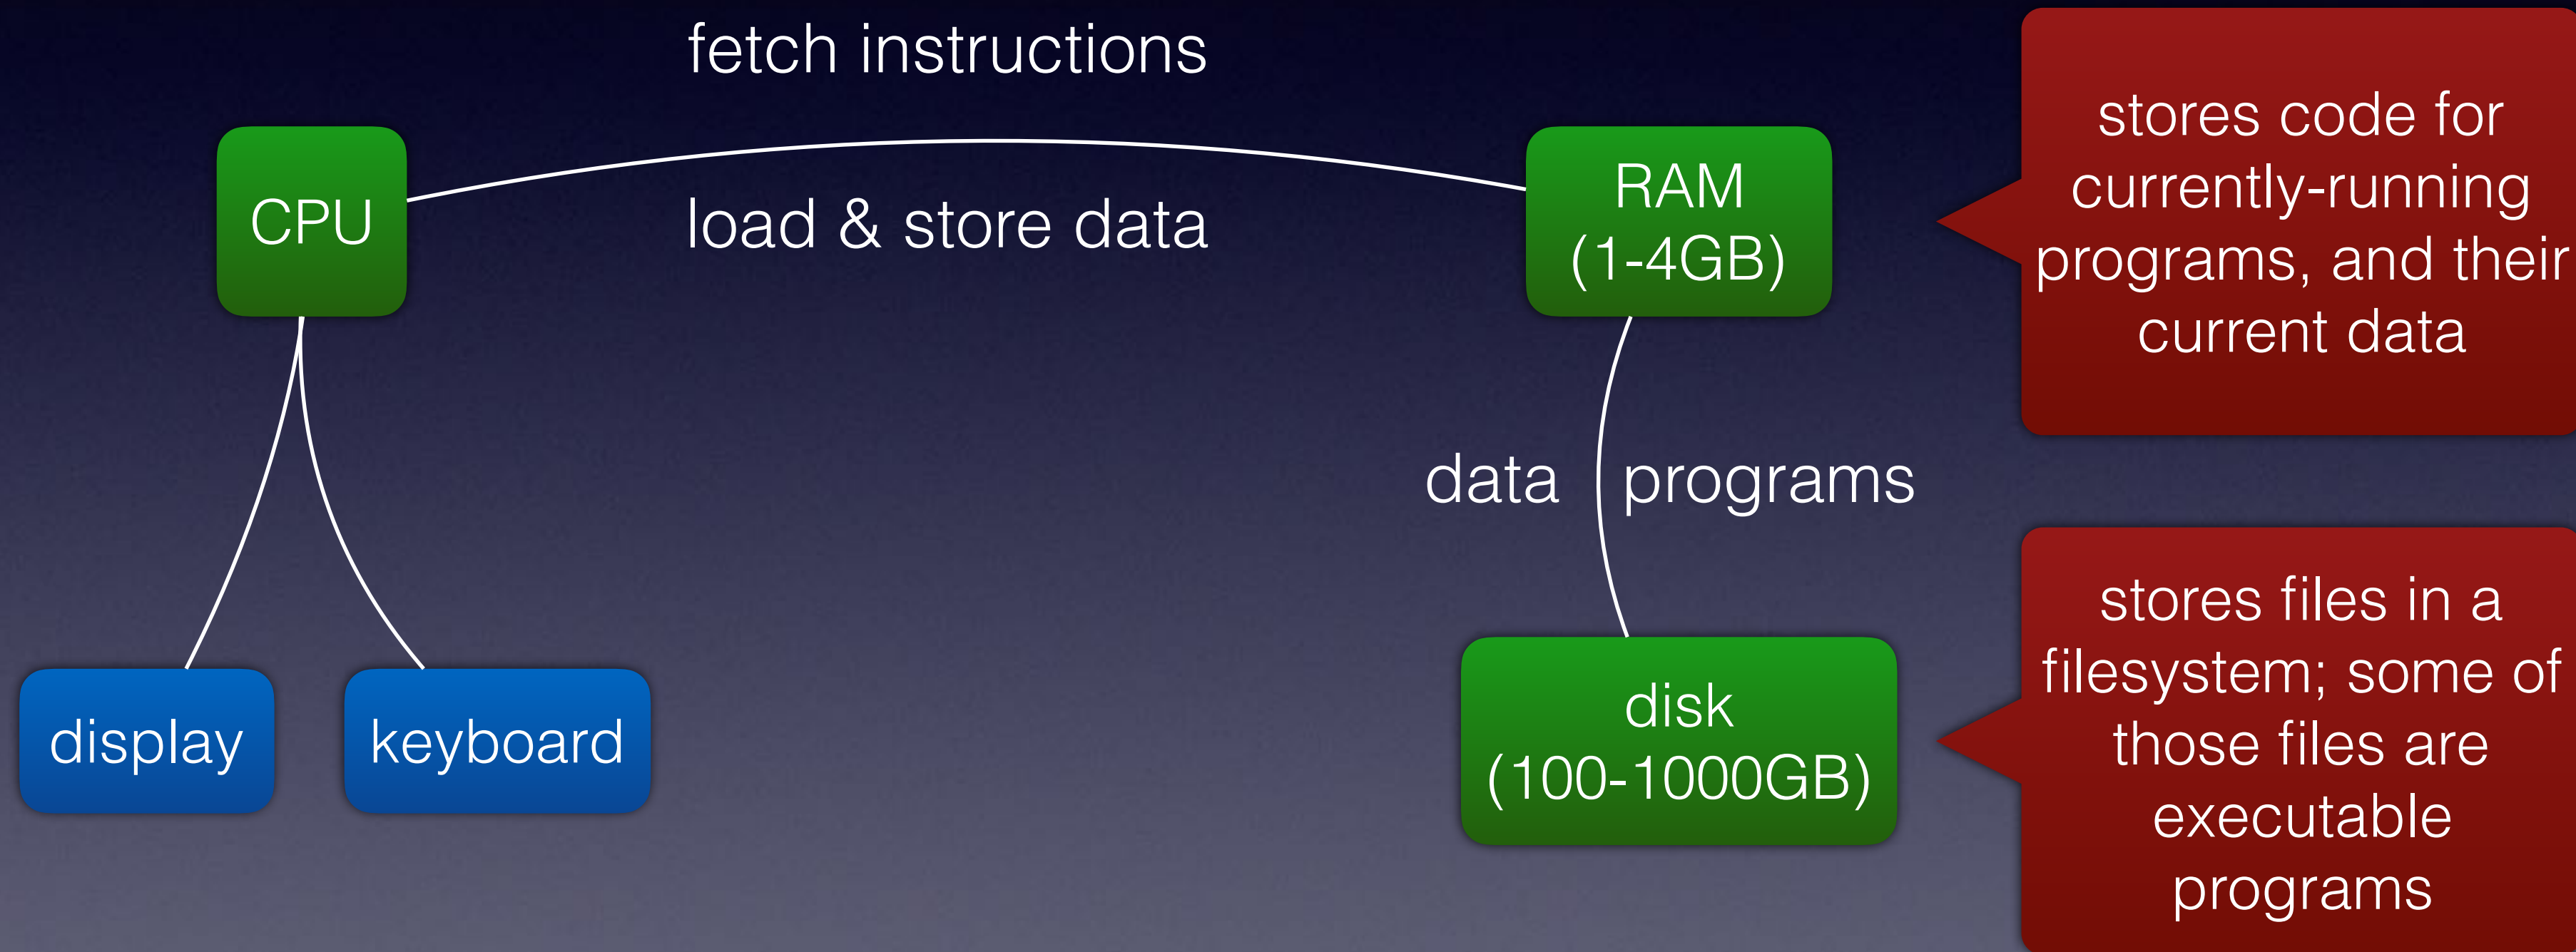 fetch instructions
CPU
load & store data
RAM
(1-4GB)
stores code for
currently-running
programs, and their
current data
data programs
display
keyboard
disk
(100-1000GB)
stores files in a
filesystem; some of
those files are
executable
programs